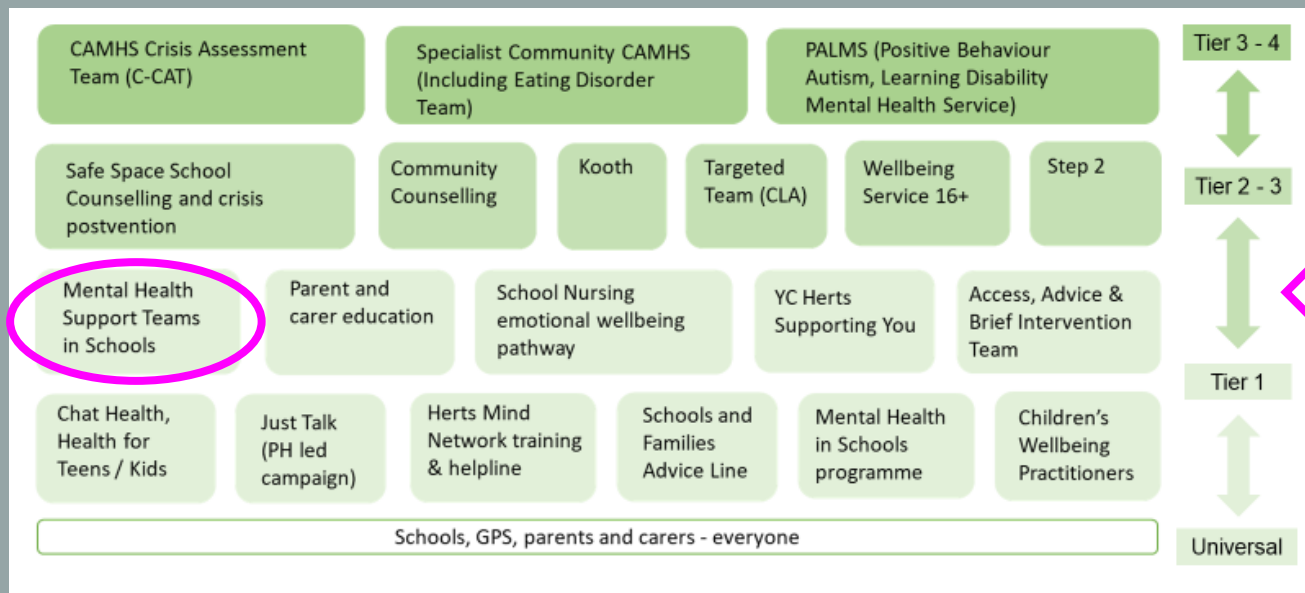 CAMHS Crisis Assessment
Team (C-CAT)
Specialist Community CAMHS
(Including Eating Disorder
Team)
PALMS (Positive Behaviour
Autism, Learning Disability
Mental Health Service)
Tier 3 - 4
Safe Space School
Counselling and crisis
postvention
Community
Counselling
Kooth
Targeted
Team (CLA)
Wellbeing
Service 16+
Step 2
Tier 2 - 3
Mental Health
Support Teams
in Schools
Parent and
carer education
School Nursing
emotional wellbeing
pathway
YC Herts
Supporting You
Access, Advice &
Brief Intervention
Team
Tier 1
Chat Health,
Health for
Teens / Kids
Just Talk
(PH led
campaign)
Herts Mind
Network training
& helpline
Schools and
Families
Advice Line
Mental Health
in Schools
programme
Children's
Wellbeing
Practitioners
Schools, GPS, parents and carers - everyone
Universal